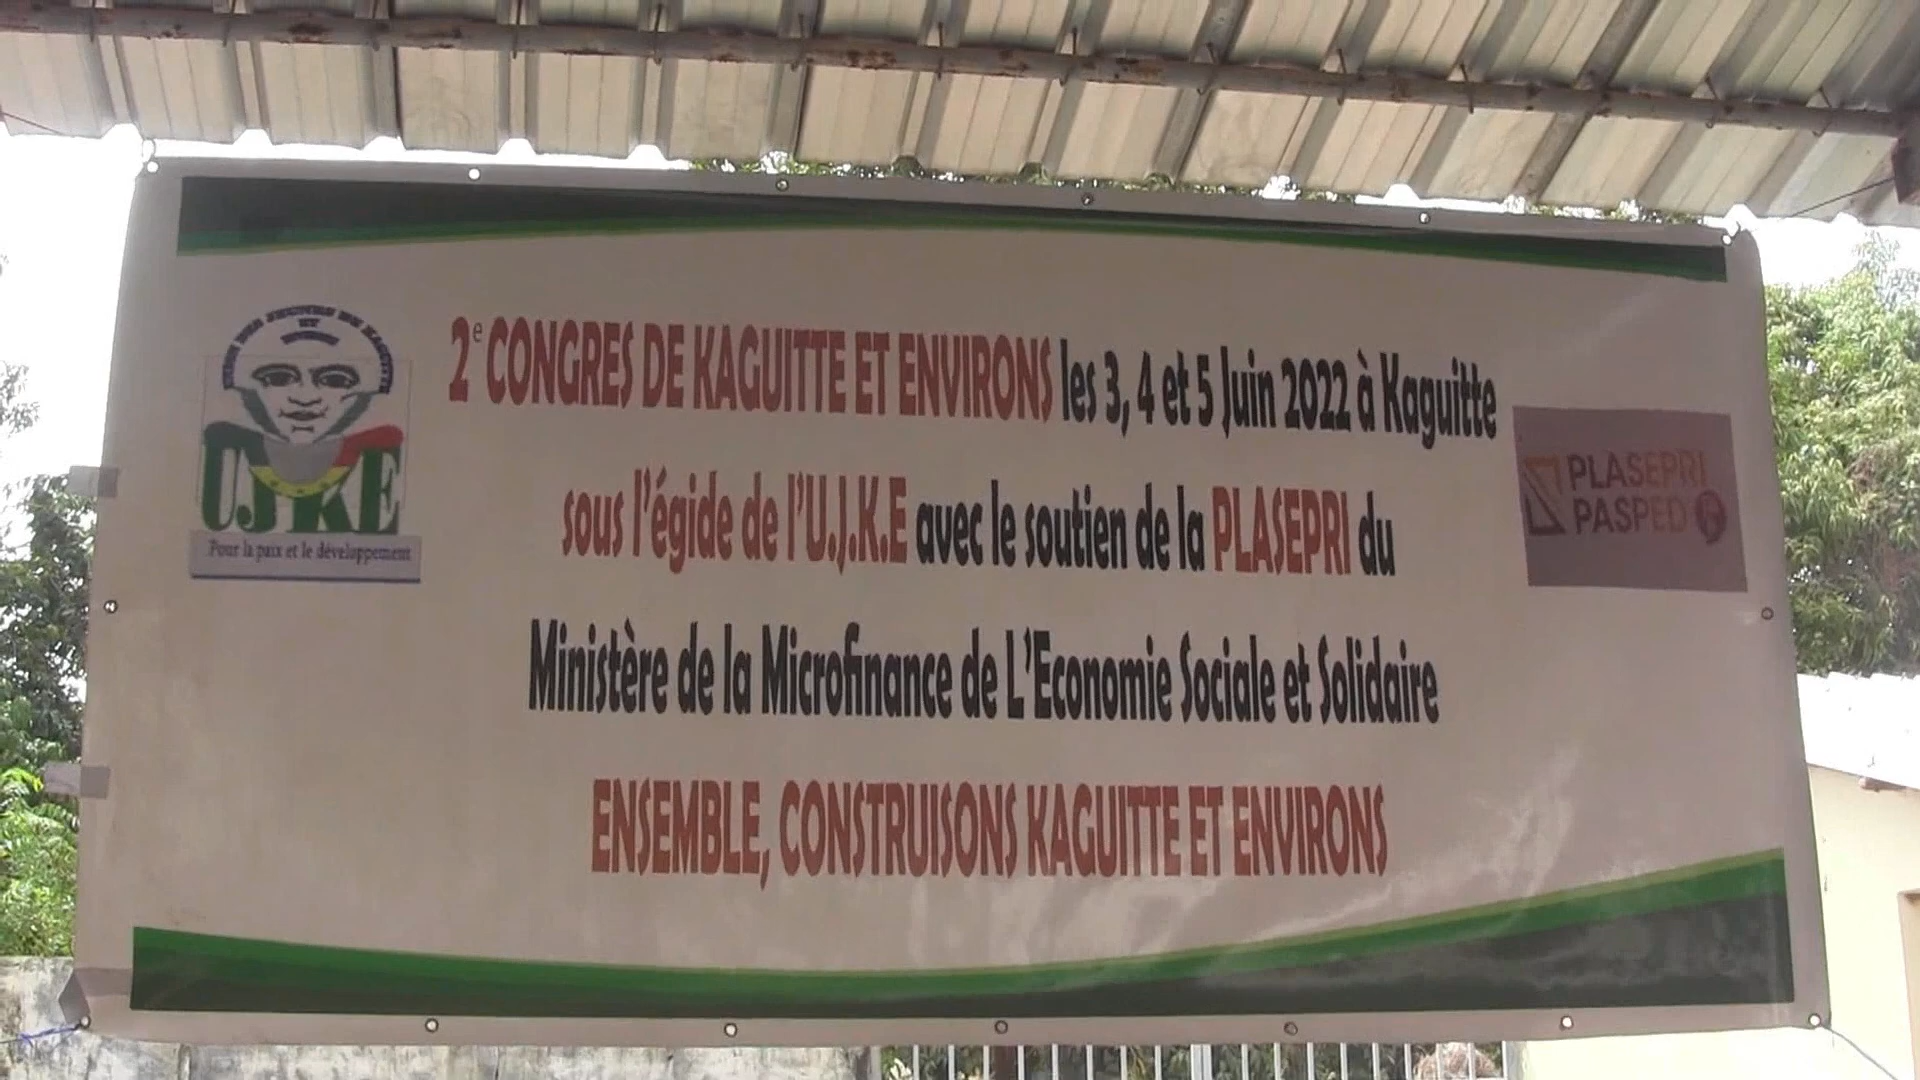 2e CONGRES DE KAGUITTE ET ENVIRONS les 3, 4 et 5 Juin 2022 à Kaguitte
sous l'égide de l'U.J.K.E avec le soutien de la PLASEPRI du
Ministère de la Microfinance de L'Economie Sociale et Solidaire
ENSEMBLE, CONSTRUISONS KAGUITTE ET ENVIRONS
UJKE
Pour la paix et le développement
PLASEPRI
PASPED